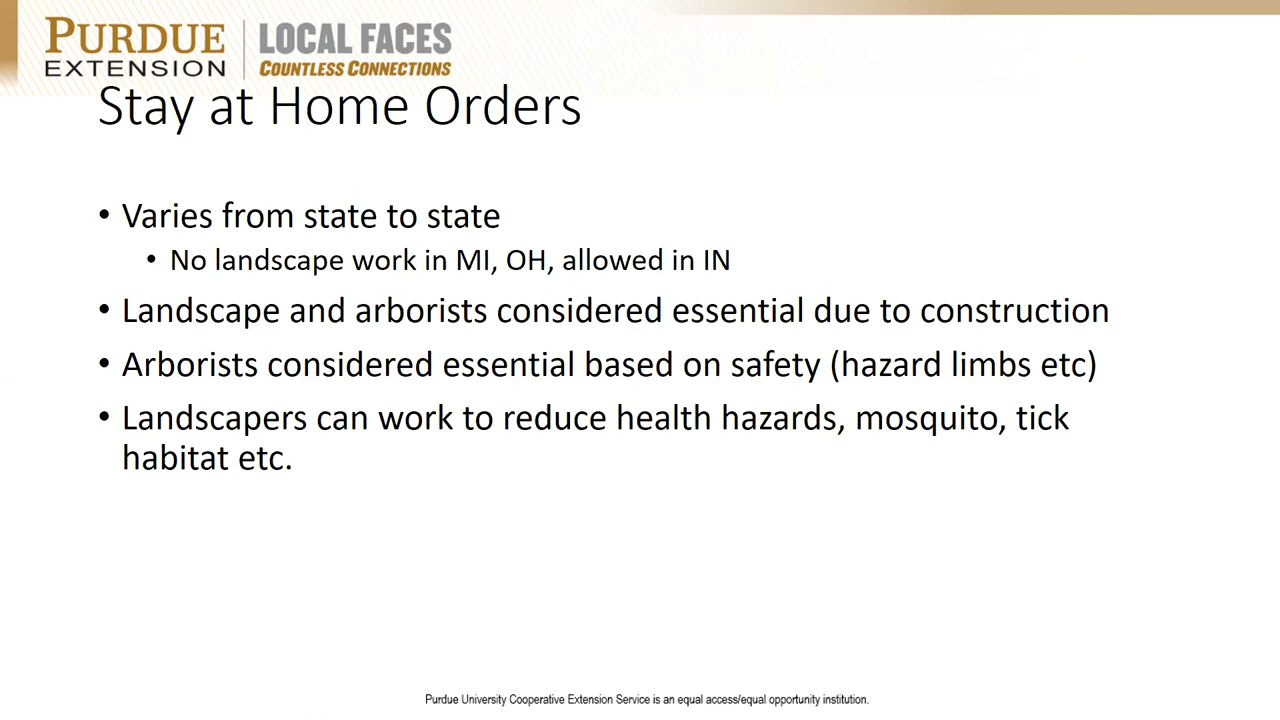 PURDUE
EXTENSION
LOCAL FACES
COUNTLESS CONNECTIONS
Stay at Home Orders
• Varies from state to state
• No landscape work in MI, OH, allowed in IN
• Landscape and arborists considered essential due to construction
• Arborists considered essential based on safety (hazard limbs etc)
• Landscapers can work to reduce health hazards, mosquito, tick
habitat etc.
Purdue University Cooperative Extension Service is an equal access/equal opportunity institution.